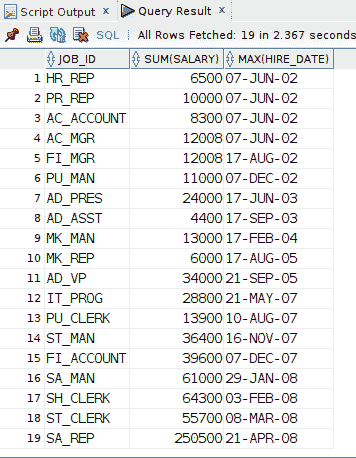 Script Output x Query Result x
SQL | All Rows Fetched: 19 in 2.367 seconds
JOB_ID SUM(SALARY) MAX(HIRE_DATE)
1 HR_REP 6500 07-JUN-02
2 PR_REP 10000 07-JUN-02
3 AC_ACCOUNT 8300 07-JUN-02
4 AC_MGR 12008 07-JUN-02
5 FI_MGR 12008 17-AUG-02
6 PU_MAN 11000 07-DEC-02
7 AD_PRES 24000 17-JUN-03
8 AD_ASST 4400 17-SEP-03
9 MK_MAN 13000 17-FEB-04
10 MK_REP 6000 17-AUG-05
11 AD_VP 34000 21-SEP-05
12 IT_PROG 28800 21-MAY-07
13 PU_CLERK 13900 10-AUG-07
14 ST_MAN 36400 16-NOV-07
15 FI_ACCOUNT 39600 07-DEC-07
16 SA_MAN 61000 29-JAN-08
17 SH_CLERK 64300 03-FEB-08
18 ST_CLERK 55700 08-MAR-08
19 SA_REP 250500 21-APR-08